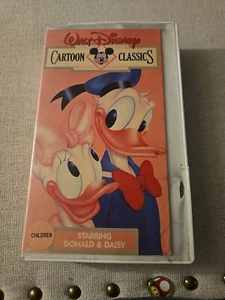 Walt Disney
CARTOON CLASSICS
CHILDREN
STARRING
DONALD & DAISY